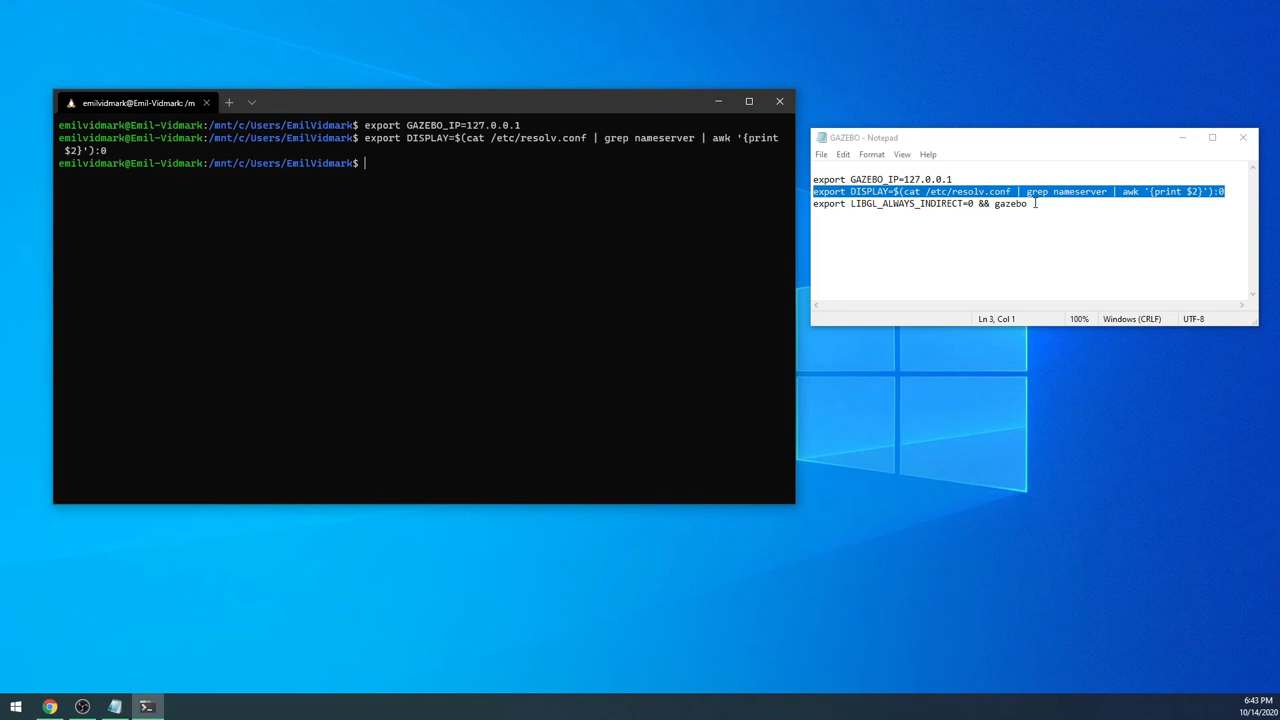 emilvidmark@Emil-Vidmark: /m
emilvidmark@Emil-Vidmark:/mnt/c/Users/EmilVidmark$ export GAZEBO_IP=127.0.0.1
emilvidmark@Emil-Vidmark:/mnt/c/Users/EmilVidmark$ export DISPLAY=$(cat /etc/resolv.conf | grep nameserver | awk '{print
$2}'):0
emilvidmark@Emil-Vidmark:/mnt/c/Users/EmilVidmark$
GAZEBO - Notepad
File Edit Format View Help
export GAZEBO_IP=127.0.0.1
export DISPLAY=$(cat /etc/resolv.conf | grep nameserver | awk '{print $2}'):0
export LIBGL_ALWAYS_INDIRECT=0 && gazebo
Ln 3, Col 1 100% Windows (CRLF) UTF-8
6:43 PM
10/14/2020